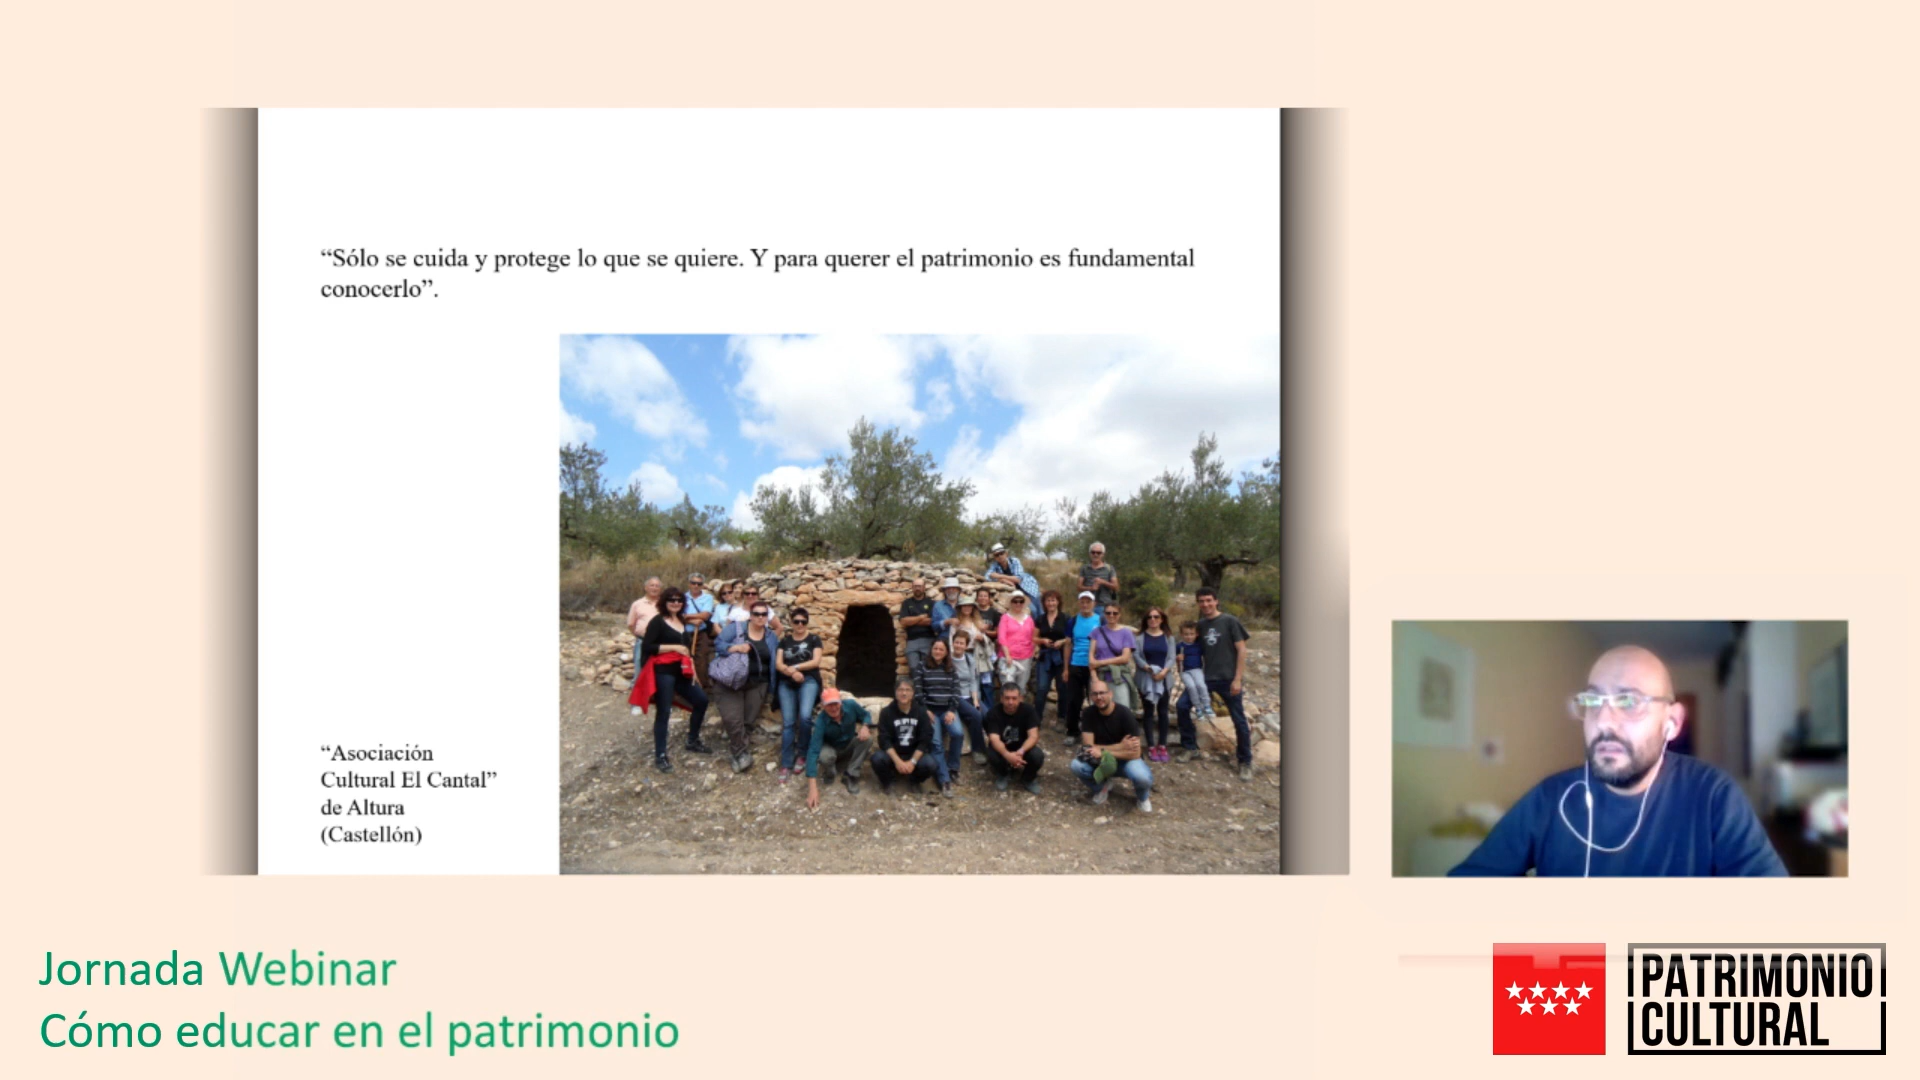 “Sólo se cuida y protege lo que se quiere. Y para querer el patrimonio es fundamental
conocerlo”.
“Asociación
Cultural El Cantal”
de Altura
(Castellón)
Jornada Webinar
Cómo educar en el patrimonio
PATRIMONIO
CULTURAL